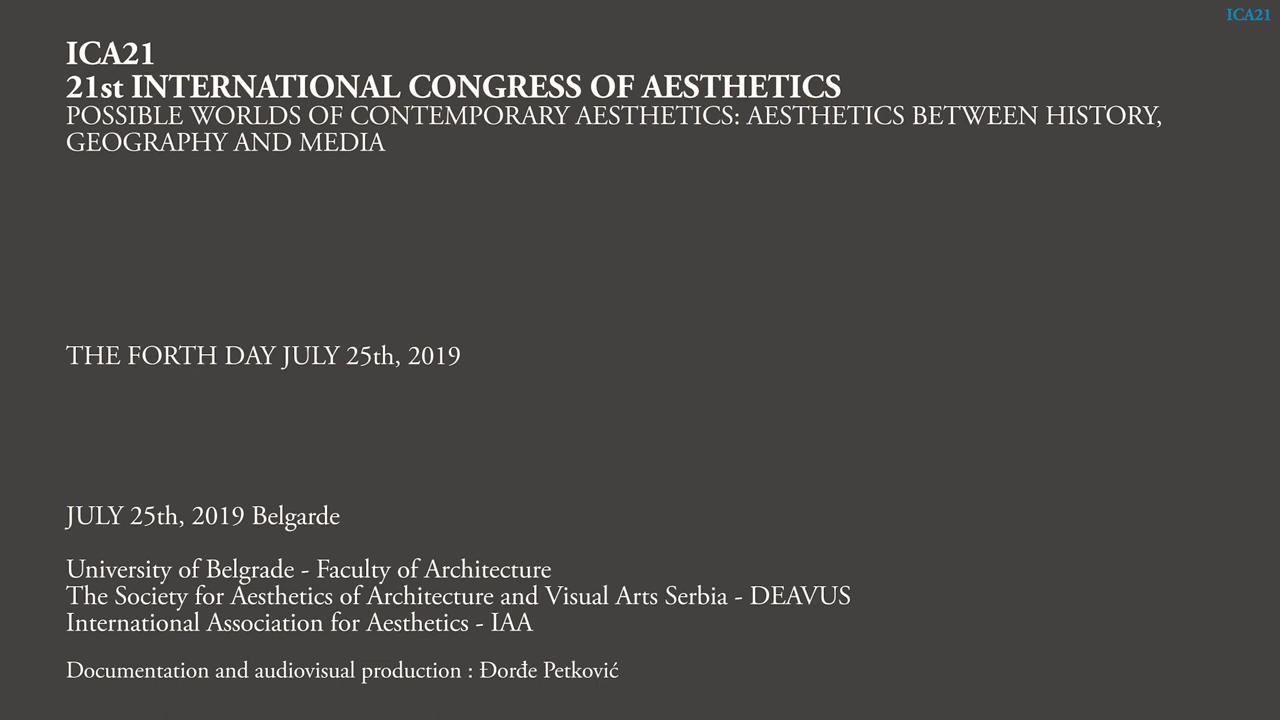 ICA21
ICA21
21st INTERNATIONAL CONGRESS OF AESTHETICS
POSSIBLE WORLDS OF CONTEMPORARY AESTHETICS: AESTHETICS BETWEEN HISTORY,
GEOGRAPHY AND MEDIA
THE FORTH DAY JULY 25th, 2019
JULY 25th, 2019 Belgarde
University of Belgrade - Faculty of Architecture
The Society for Aesthetics of Architecture and Visual Arts Serbia - DEAVUS
International Association for Aesthetics - IAA
Documentation and audiovisual production : Đorđe Petković